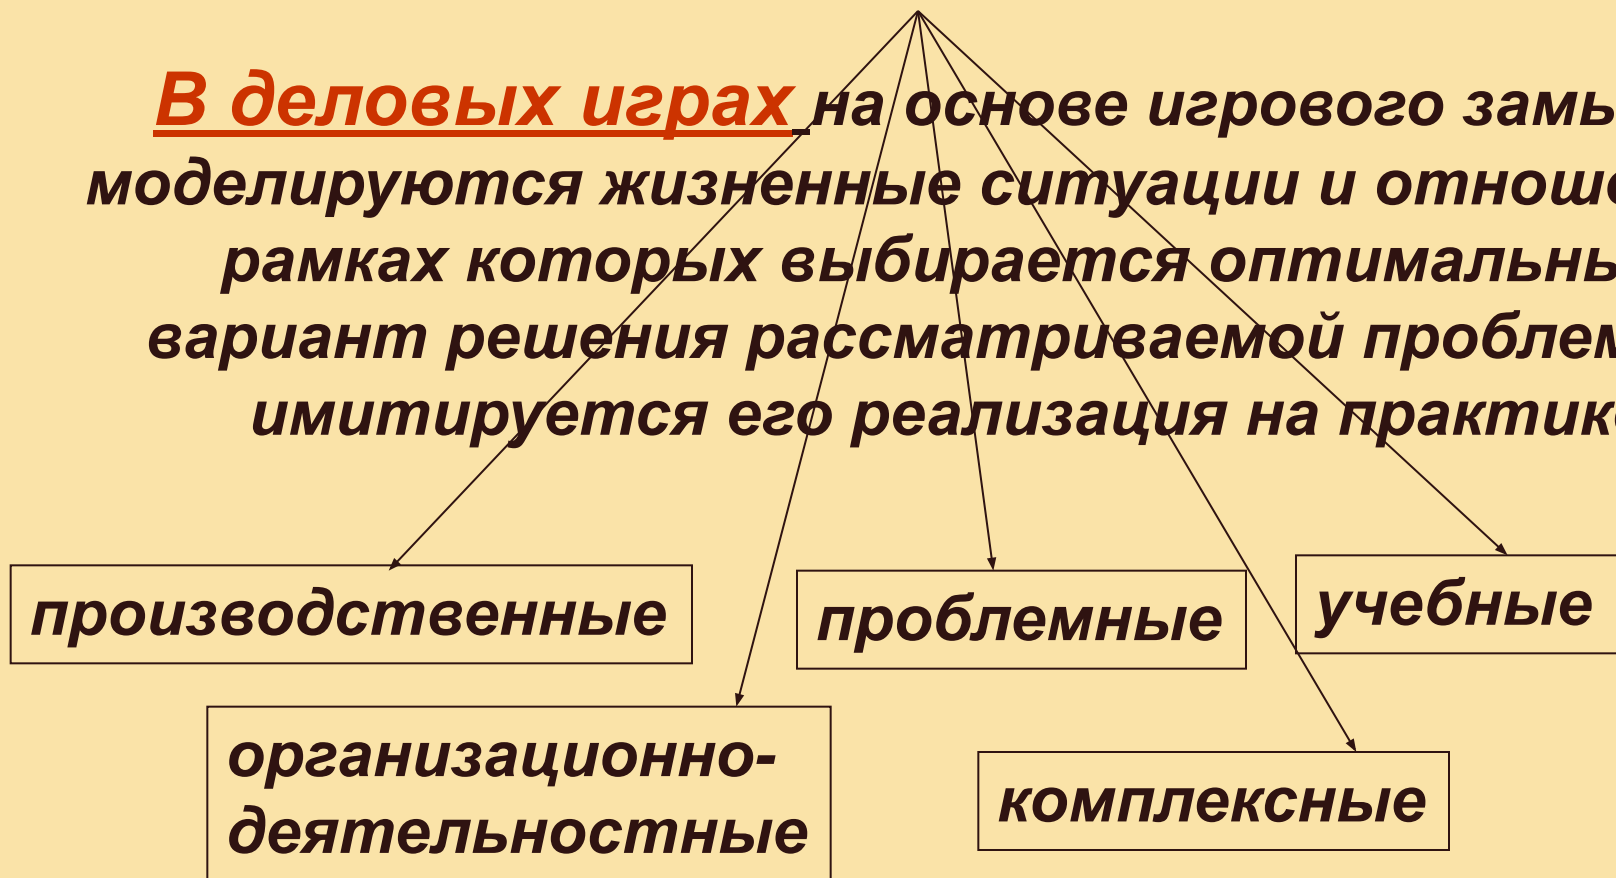 В деловых играх на основе игрового замы
моделируются жизненные ситуации и отноше
рамках которых выбирается оптимальны
вариант решения рассматриваемой проблем
имитируется его реализация на практике
производственные
проблемные
учебные
организационно-
деятельностные
комплексные